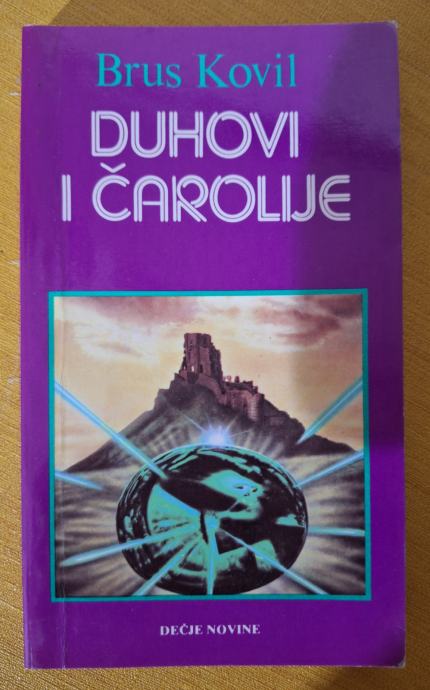 Brus Kovil
DUHOVI
I ČAROLIJE
DEČJE NOVINE